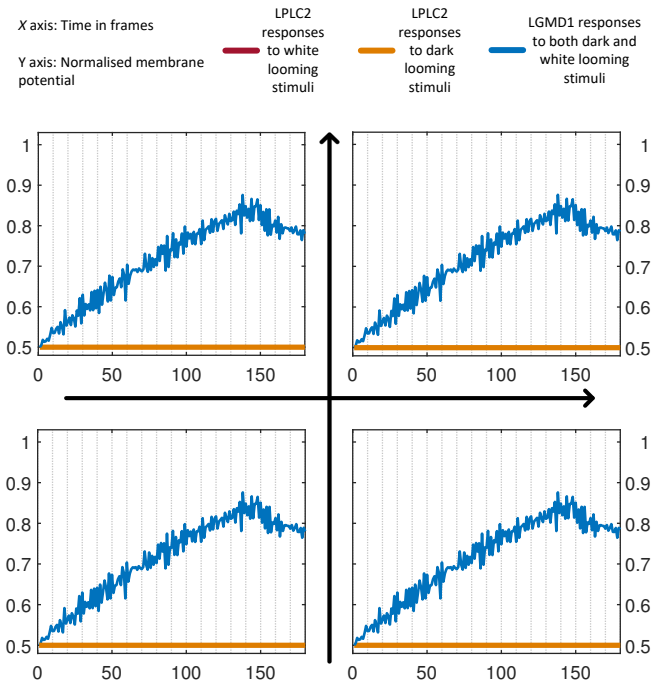 X axis: Time in frames
Y axis: Normalised membrane
potential
LPLC2
responses
to white
looming
stimuli
LPLC2
responses
to dark
looming
stimuli
LGMD1 responses
to both dark and
white looming
stimuli
1
0.9
0.8
0.7
0.6
0.5
0 50 100 150
1
0.9
0.8
0.7
0.6
0.5
0 50 100 150
1
0.9
0.8
0.7
0.6
0.5
0 50 100 150
1
0.9
0.8
0.7
0.6
0.5
0 50 100 150